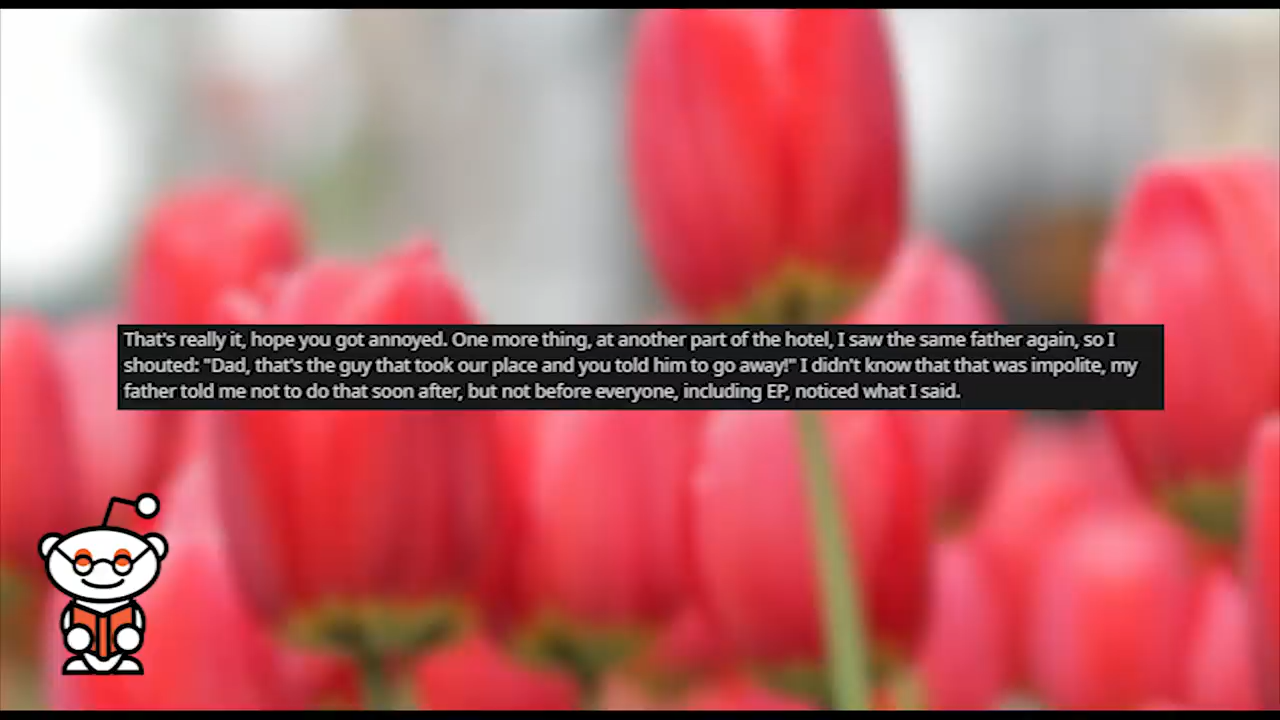 That's really it, hope you got annoyed. One more thing, at another part of the hotel, I saw the same father again, so I
shouted: "Dad, that's the guy that took our place and you told him to go away!" I didn't know that that was impolite, my
father told me not to do that soon after, but not before everyone, including EP, noticed what I said.